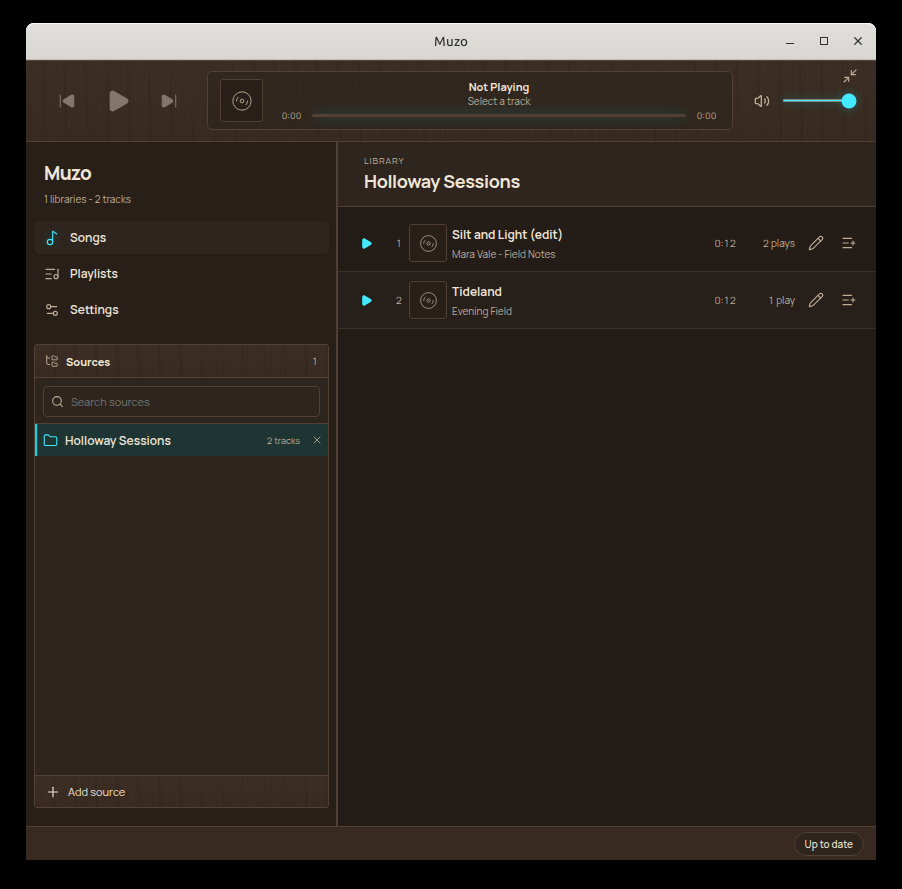 Muzo
Not Playing
Select a track
0:00
0:00
Muzo
1 libraries - 2 tracks
Songs
Playlists
Settings
Sources
1
Search sources
Holloway Sessions
2 tracks
Add source
LIBRARY
Holloway Sessions
1
Silt and Light (edit)
Mara Vale - Field Notes
0:12
2 plays
2
Tideland
Evening Field
0:12
1 play
Up to date